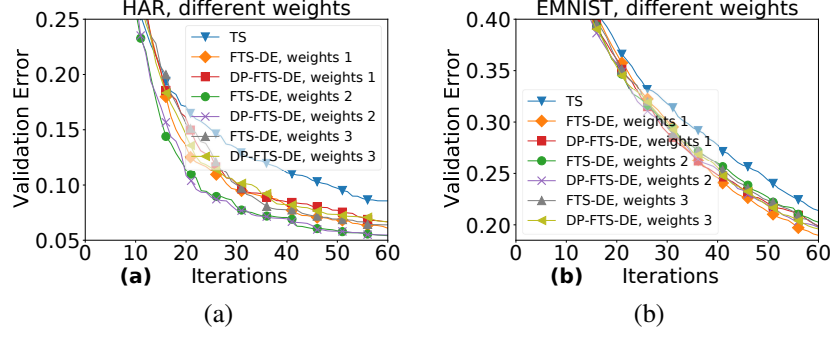 HAR, different weights
Validation Error
0.25
0.20
0.15
0.10
0.05
TS
FTS-DE, weights 1
DP-FTS-DE, weights 1
FTS-DE, weights 2
DP-FTS-DE, weights 2
FTS-DE, weights 3
DP-FTS-DE, weights 3
0 10 20 30 40 50 60
(a) Iterations
(a)
EMNIST, different weights
Validation Error
0.40
0.35
0.30
0.25
0.20
TS
FTS-DE, weights 1
DP-FTS-DE, weights 1
FTS-DE, weights 2
DP-FTS-DE, weights 2
FTS-DE, weights 3
DP-FTS-DE, weights 3
0 10 20 30 40 50 60
(b) Iterations
(b)